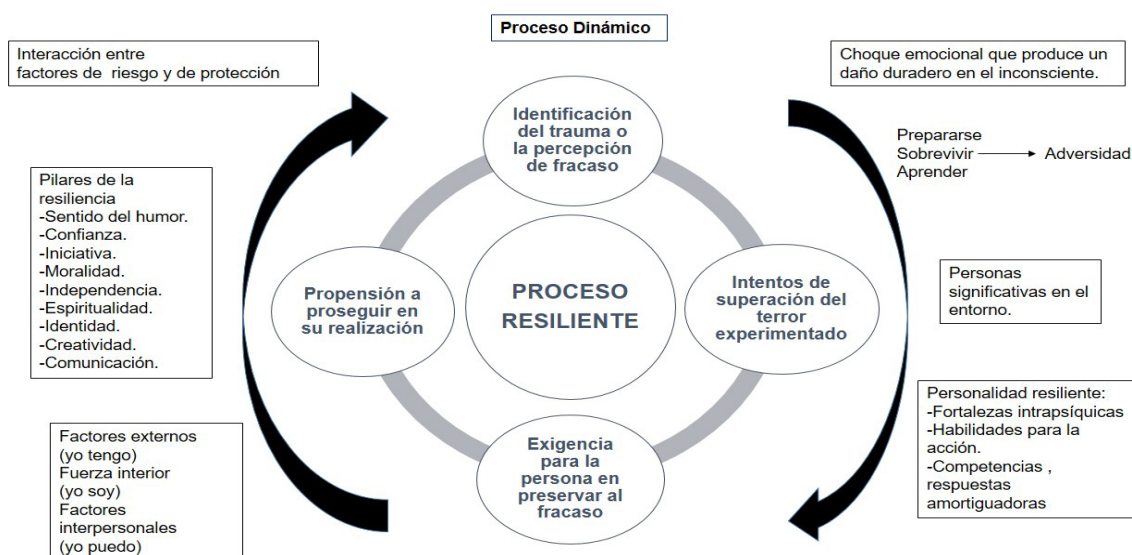 Proceso Dinámico
Interacción entre
factores de riesgo y de protección
Choque emocional que produce un
daño duradero en el inconsciente.
Identificación
del trauma o
la percepción
de fracaso
Prepararse
Sobrevivir
Aprender
Adversidad
Pilares de la
resiliencia
-Sentido del humor.
-Confianza.
-Iniciativa.
-Moralidad.
-Independencia.
-Espiritualidad.
-Identidad.
-Creatividad.
-Comunicación.
Propensión a
proseguir en
su realización
PROCESO
RESILIENTE
Intentos de
superación del
terror
experimentado
Personas
significativas en el
entorno.
Personalidad resiliente:
-Fortalezas intrapsíquicas
-Habilidades para la
acción.
-Competencias ,
respuestas
amortiguadoras
Exigencia
para la
persona en
preservar al
fracaso
Factores externos
(yo tengo)
Fuerza interior
(yo soy)
Factores
interpersonales
(yo puedo)